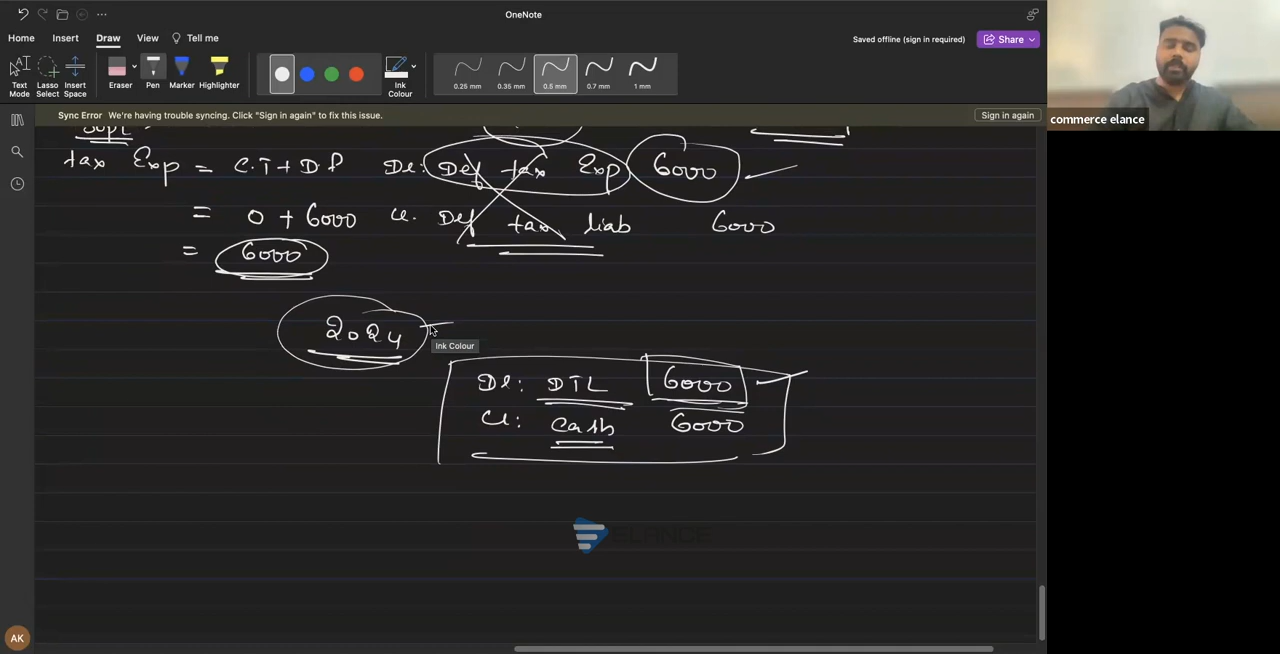 OneNote
Home Insert Draw View Tell me
Saved offline (sign in required) Share
Text Mode Lasso Select Insert Space Eraser Pen Marker Highlighter Ink Colour 0.25 mm 0.35 mm 0.5 mm 0.7 mm 1 mm
Sync Error We're having trouble syncing. Click "Sign in again" to fix this issue. Sign in again
commerce elance
tax Exp = C.T + D.P Dr: Def tax Exp 6000
= 0 + 6000 Cr. Def tax liab 6000
= 6000
2024
Ink Colour
Dr: DTL 6000
Cr: Cash 6000
ELANCE
AK